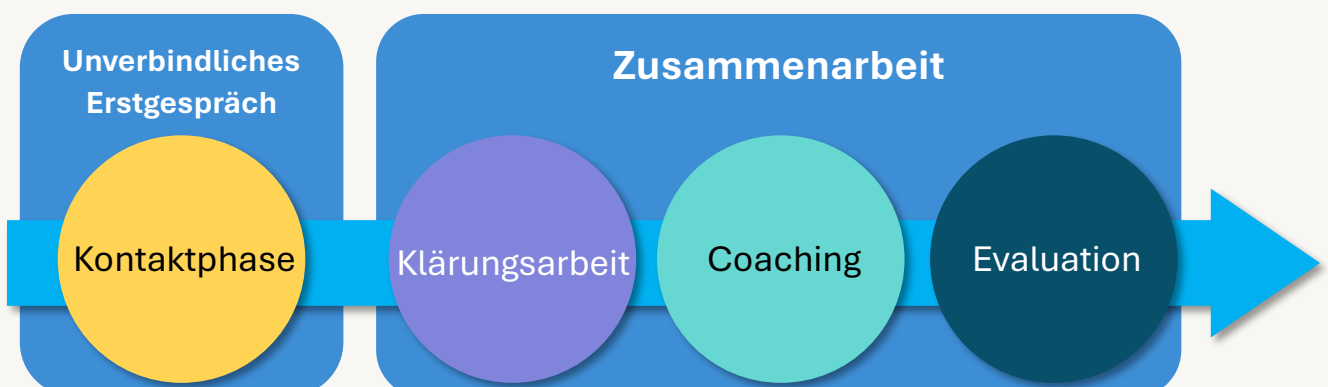 Unverbindliches
Erstgespräch
Zusammenarbeit
Kontaktphase
Klärungsarbeit
Coaching
Evaluation